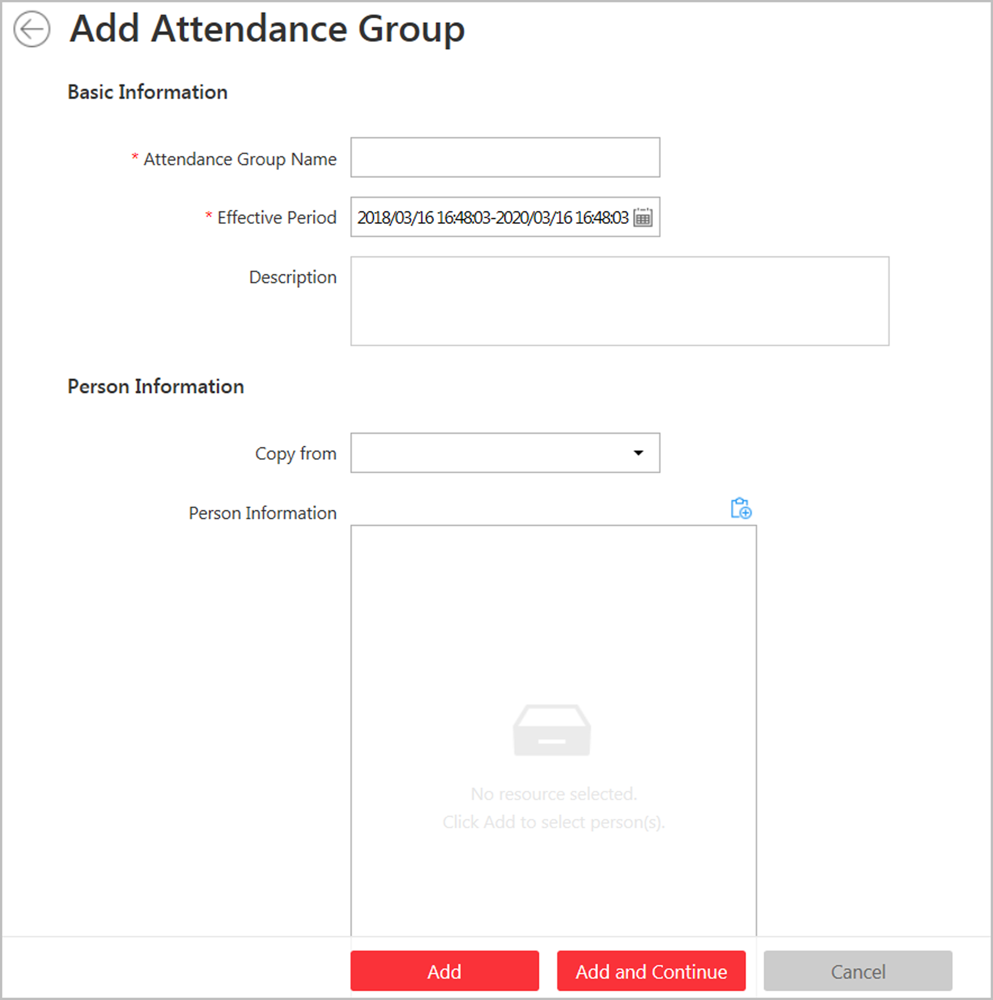 Add Attendance Group
Basic Information
* Attendance Group Name
* Effective Period 2018/03/16 16:48:03-2020/03/16 16:48:03
Description
Person Information
Copy from
Person Information
No resource selected.
Click Add to select person(s).
Add Add and Continue Cancel